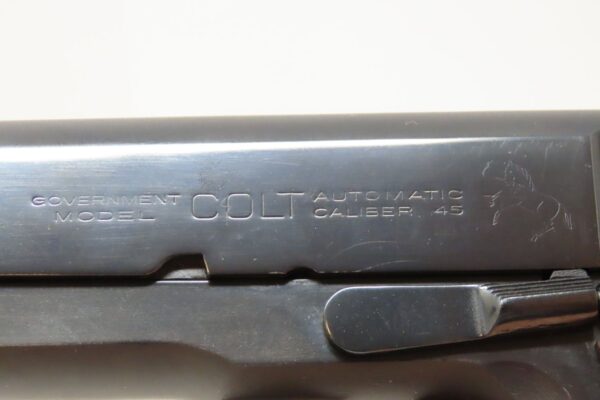 GOVERNMENT
MODEL
COLT
AUTOMATIC
CALIBER .45